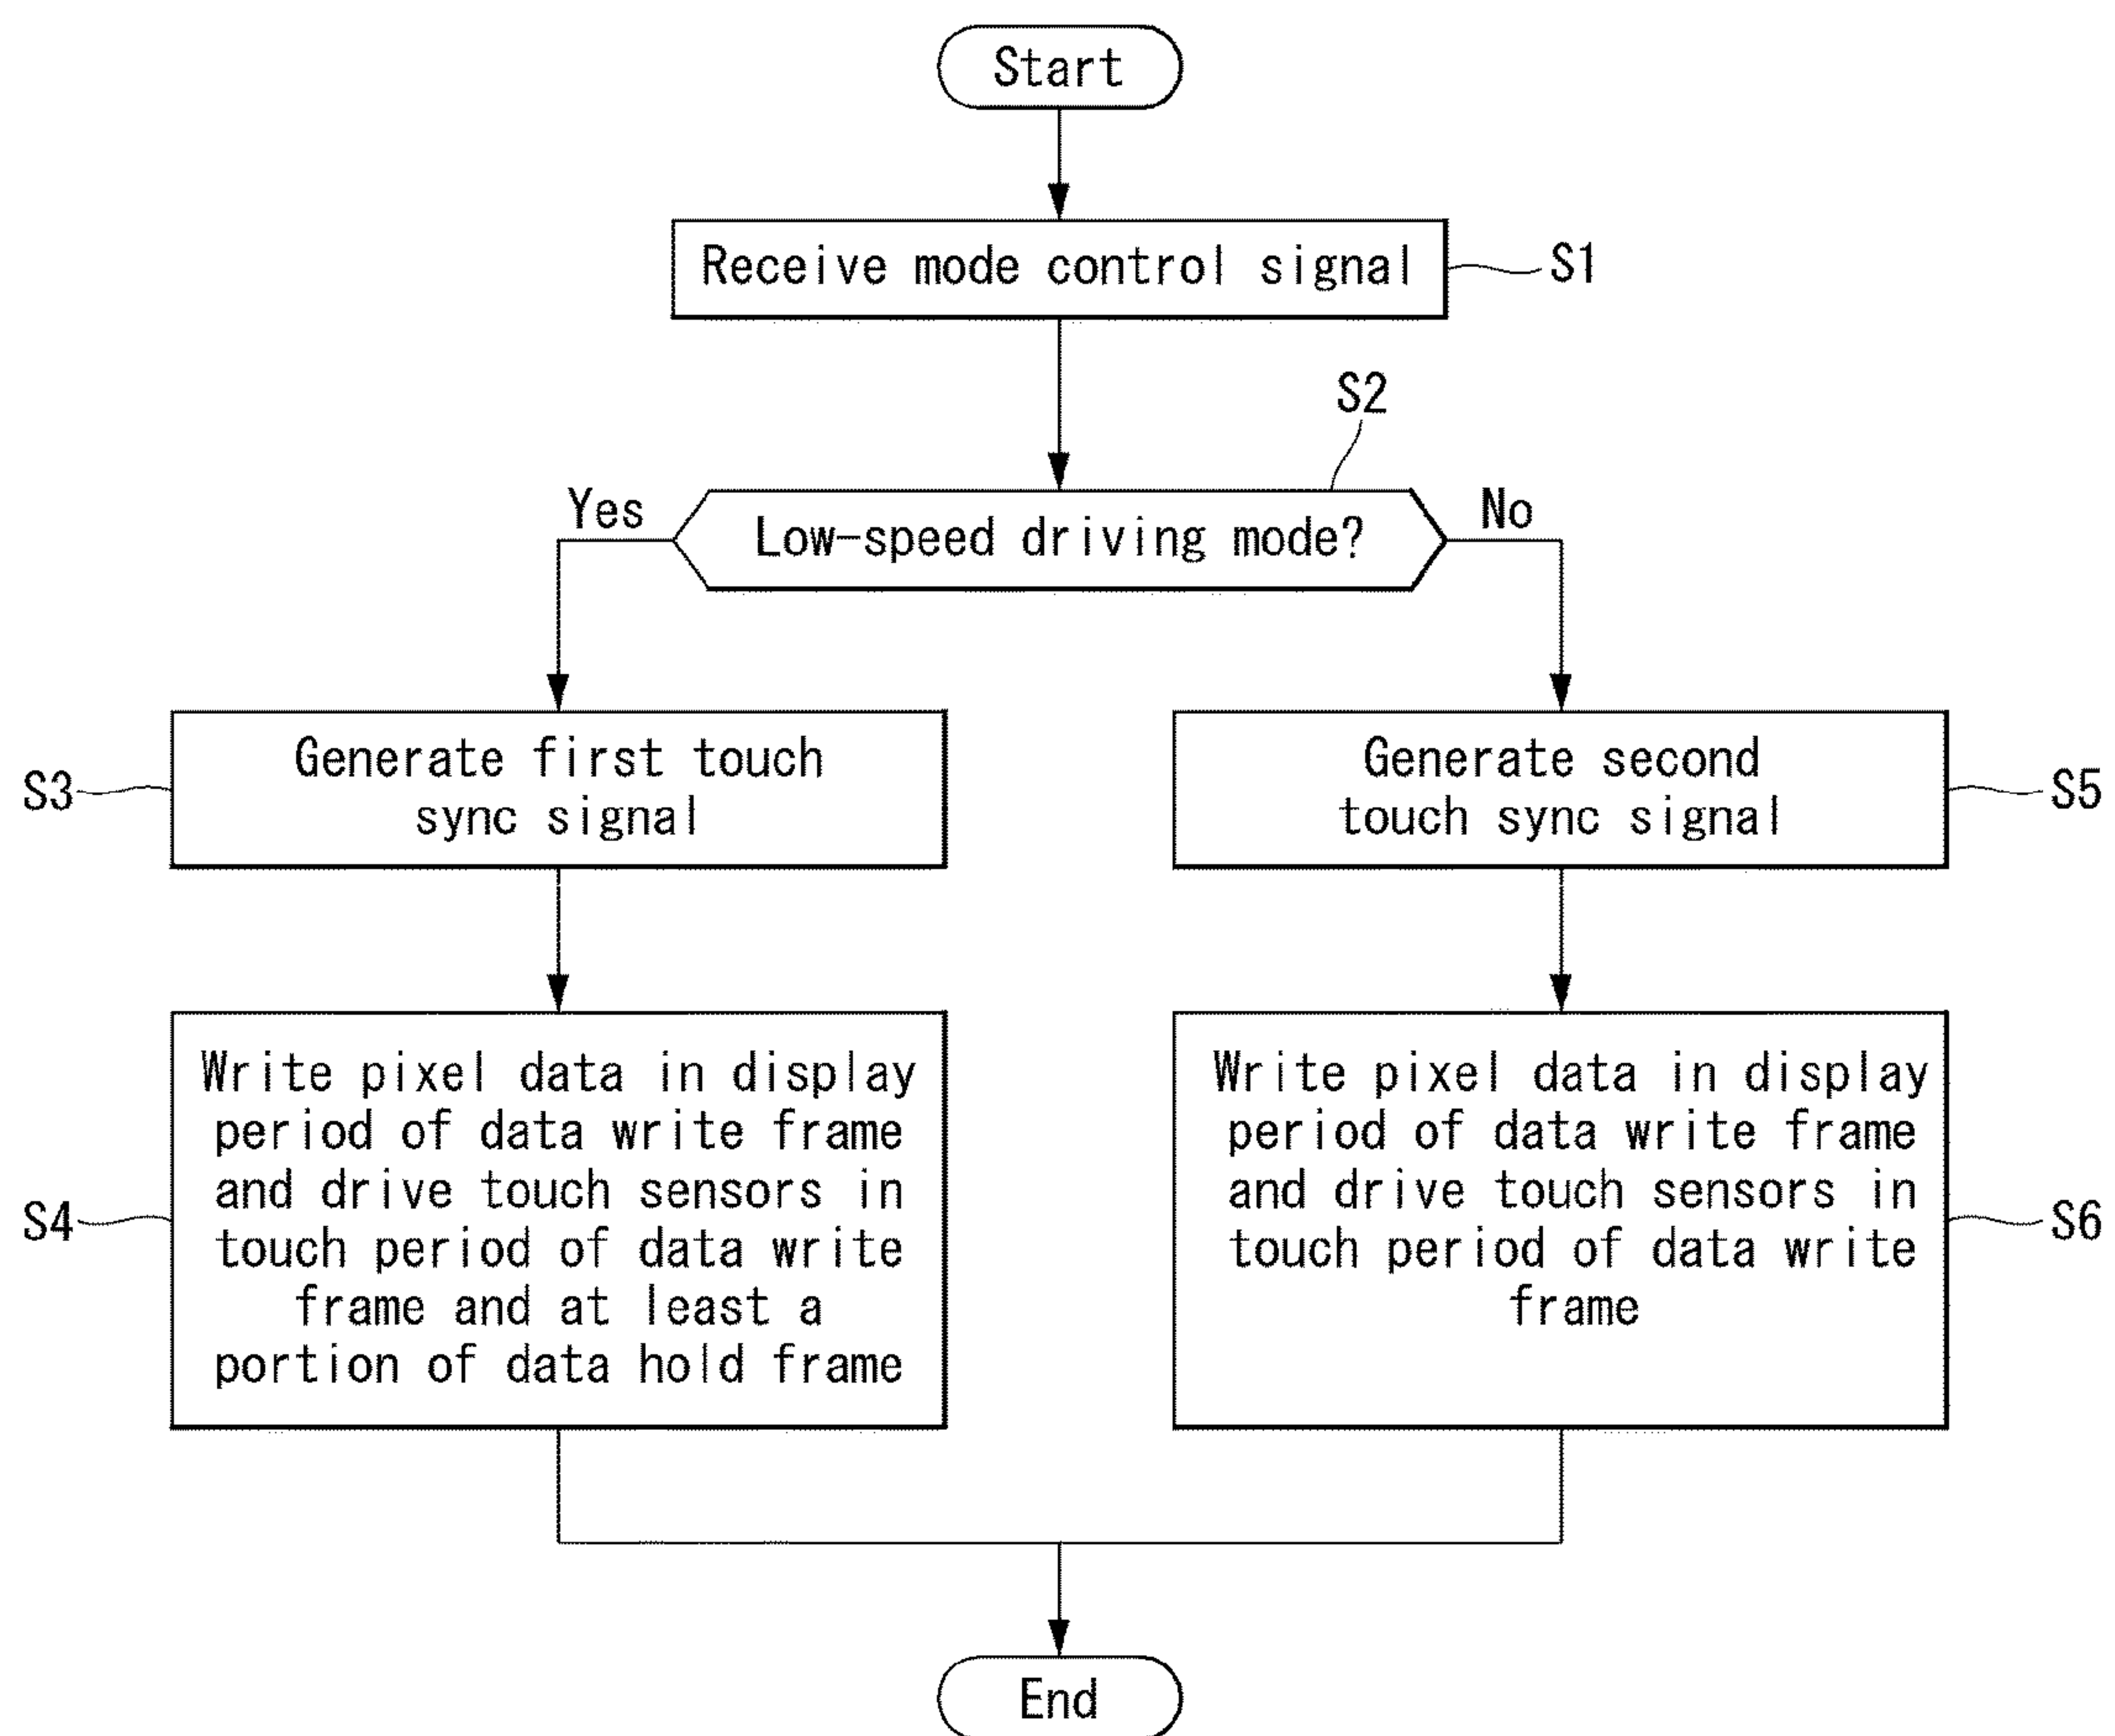 Start
Receive mode control signal
S1
S2
Yes
Low-speed driving mode?
No
S3
Generate first touch
sync signal
Generate second
touch sync signal
S5
S4
Write pixel data in display
period of data write frame
and drive touch sensors in
touch period of data write
frame and at least a
portion of data hold frame
Write pixel data in display
period of data write frame
and drive touch sensors in
touch period of data write
frame
S6
End